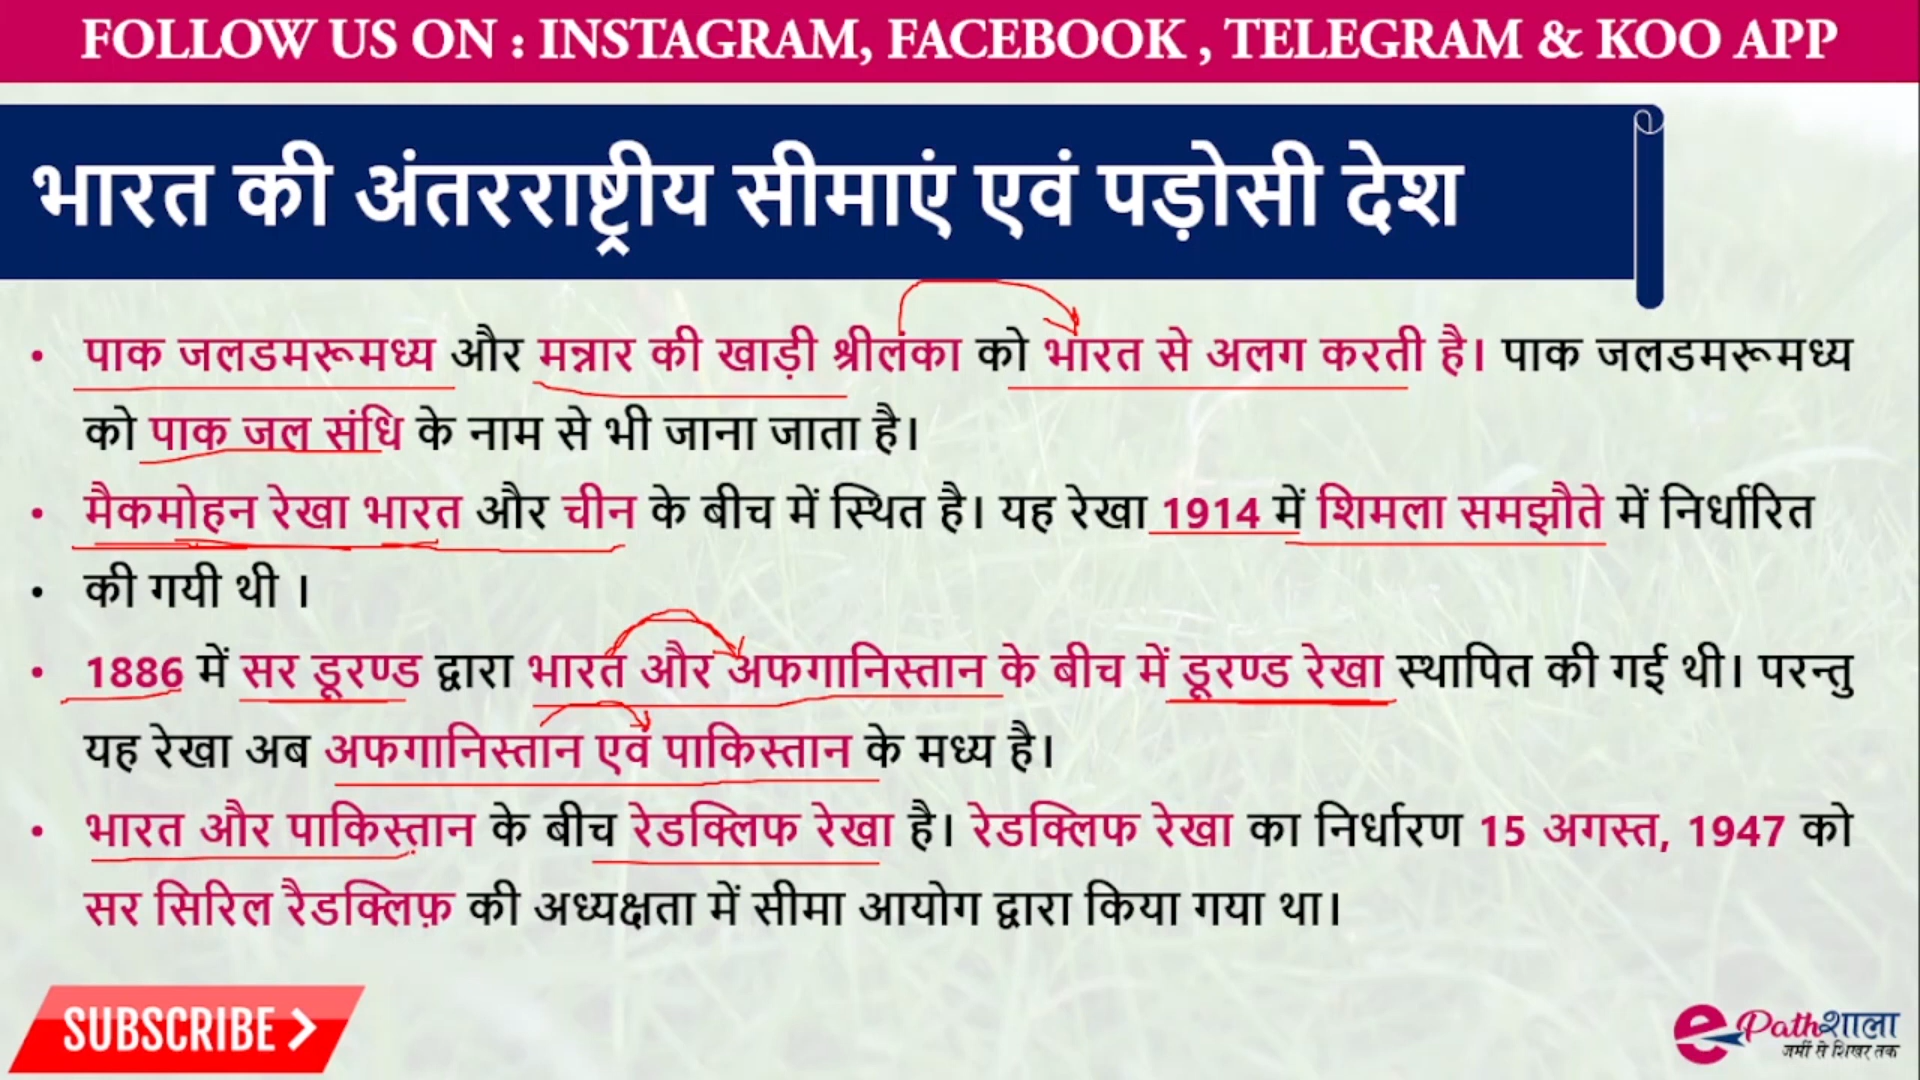 FOLLOW US ON : INSTAGRAM, FACEBOOK , TELEGRAM & KOO APP
भारत की अंतरराष्ट्रीय सीमाएं एवं पड़ोसी देश
• पाक जलडमरूमध्य और मन्नार की खाड़ी श्रीलंका को भारत से अलग करती है। पाक जलडमरूमध्य
को पाक जल संधि के नाम से भी जाना जाता है।
• मैकमोहन रेखा भारत और चीन के बीच में स्थित है। यह रेखा 1914 में शिमला समझौते में निर्धारित
• की गयी थी ।
• 1886 में सर डूरण्ड द्वारा भारत और अफगानिस्तान के बीच में डूरण्ड रेखा स्थापित की गई थी। परन्तु
यह रेखा अब अफगानिस्तान एवं पाकिस्तान के मध्य है।
• भारत और पाकिस्तान के बीच रेडक्लिफ रेखा है। रेडक्लिफ रेखा का निर्धारण 15 अगस्त, 1947 को
सर सिरिल रैडक्लिफ़ की अध्यक्षता में सीमा आयोग द्वारा किया गया था।
SUBSCRIBE
e Pathशाला
जमीं से शिखर तक